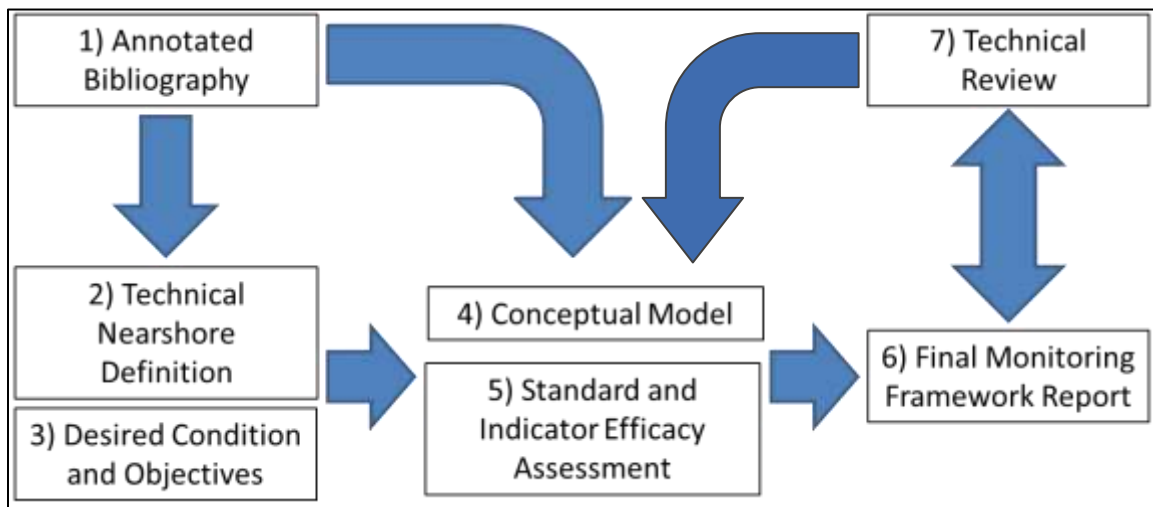 1) Annotated
Bibliography
7) Technical
Review
2) Technical
Nearshore
Definition
3) Desired Condition
and Objectives
4) Conceptual Model
5) Standard and
Indicator Efficacy
Assessment
6) Final Monitoring
Framework Report